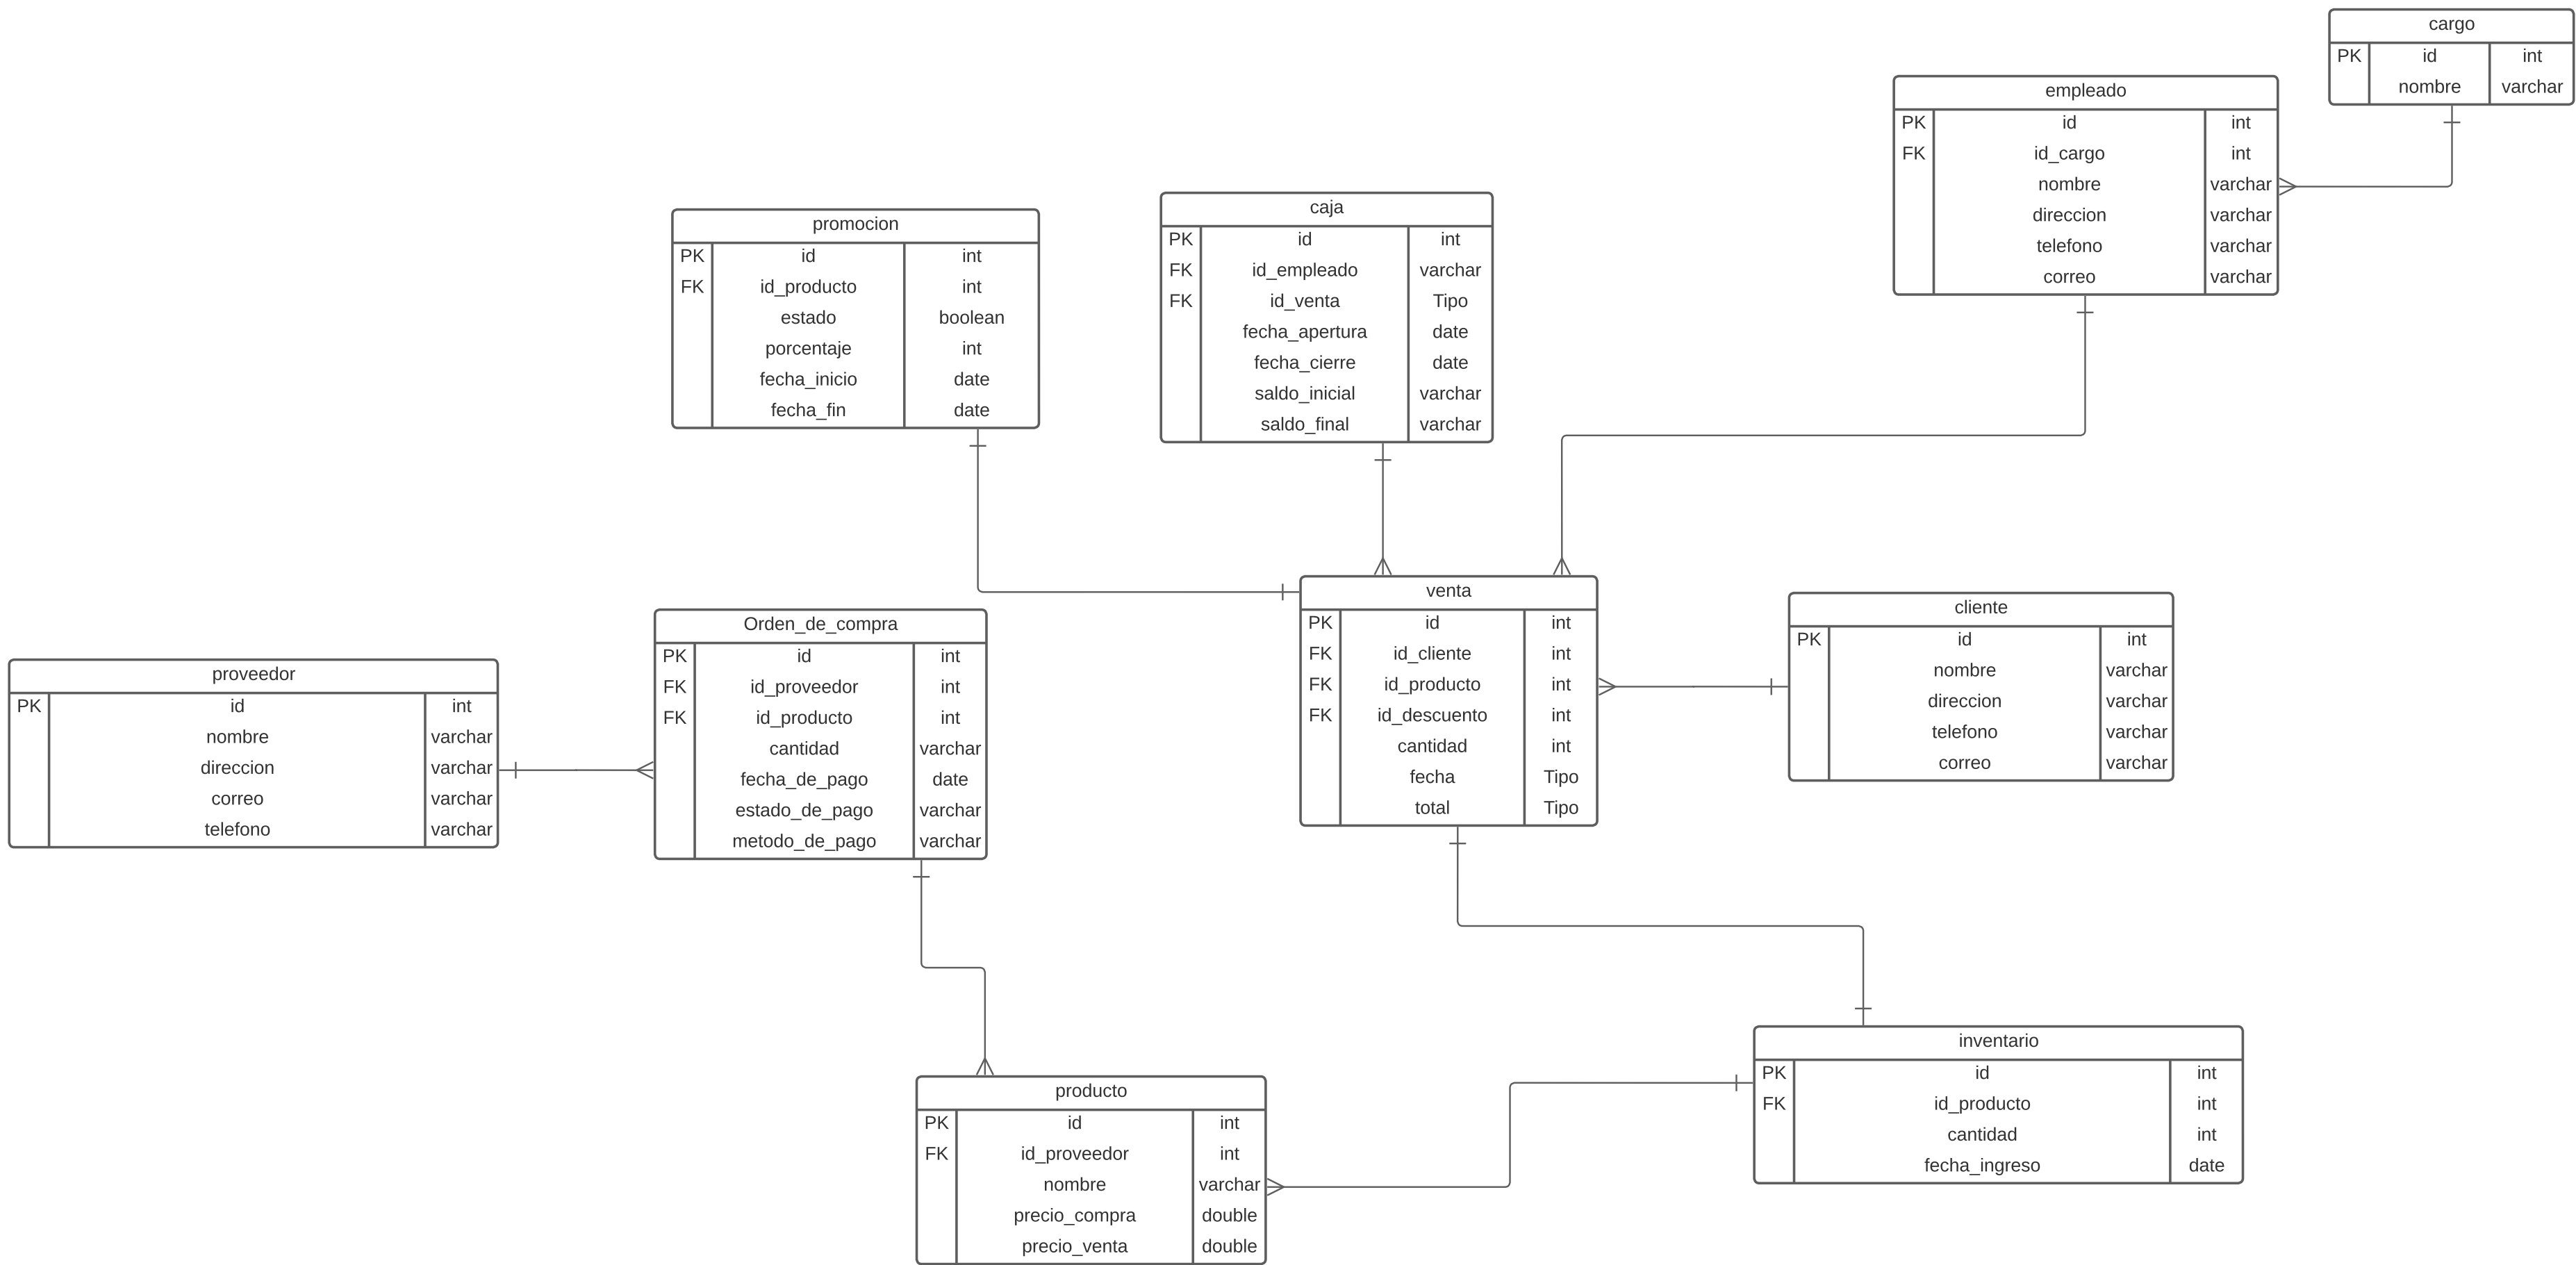 cargo
PK id int
nombre varchar
empleado
PK id int
FK id_cargo int
nombre varchar
direccion varchar
telefono varchar
correo varchar
caja
PK id int
FK id_empleado varchar
FK id_venta Tipo
fecha_apertura date
fecha_cierre date
saldo_inicial varchar
saldo_final varchar
promocion
PK id int
FK id_producto int
estado boolean
porcentaje int
fecha_inicio date
fecha_fin date
venta
PK id int
FK id_cliente int
FK id_producto int
FK id_descuento int
cantidad int
fecha Tipo
total Tipo
cliente
PK id int
nombre varchar
direccion varchar
telefono varchar
correo varchar
Orden_de_compra
PK id int
FK id_proveedor int
FK id_producto int
cantidad varchar
fecha_de_pago date
estado_de_pago varchar
metodo_de_pago varchar
proveedor
PK id int
nombre varchar
direccion varchar
correo varchar
telefono varchar
inventario
PK id int
FK id_producto int
cantidad int
fecha_ingreso date
producto
PK id int
FK id_proveedor int
nombre varchar
precio_compra double
precio_venta double